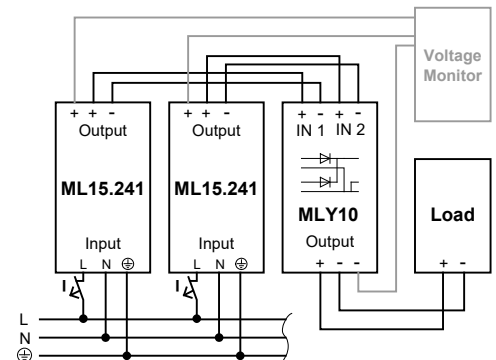 Voltage
Monitor
+ + -
Output
ML15.241
Input
L N ⏚
I
+ + -
Output
ML15.241
Input
L N ⏚
I
+ - + -
IN 1 IN 2
MLY10
Output
+ - -
Load
+ -
L
N
⏚